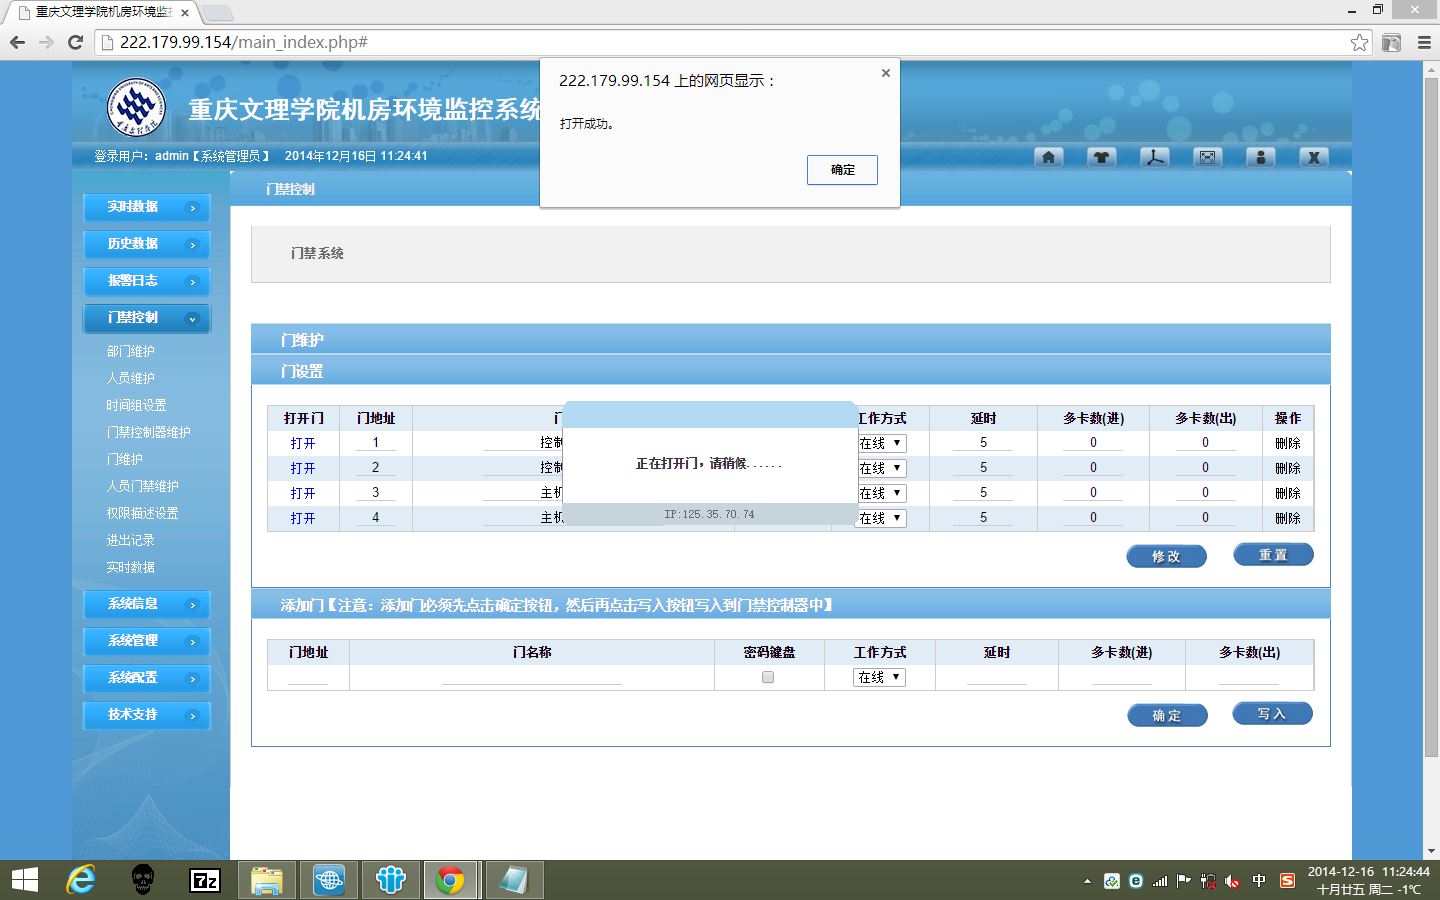 重庆文理学院机房环境监控
222.179.99.154/main_index.php#
222.179.99.154 上的网页显示：
打开成功。
确定
重庆文理学院机房环境监控系统
登录用户：admin【系统管理员】 2014年12月16日 11:24:41
实时数据
历史数据
报警日志
门禁控制
部门维护
人员维护
时间组设置
门禁控制器维护
门维护
人员门禁维护
权限描述设置
进出记录
实时数据
系统信息
系统管理
系统配置
技术支持
门禁控制
门禁系统
门维护
门设置
打开门 门地址 门 工作方式 延时 多卡数(进) 多卡数(出) 操作
打开 1 控制 在线 5 0 0 删除
打开 2 控制 在线 5 0 0 删除
打开 3 主机 在线 5 0 0 删除
打开 4 主机 在线 5 0 0 删除
正在打开门，请稍候......
IP:125.35.70.74
修改 重置
添加门【注意：添加门必须先点击确定按钮，然后再点击写入按钮写入到门禁控制器中】
门地址 门名称 密码键盘 工作方式 延时 多卡数(进) 多卡数(出)
在线
确定 写入
7z
中
2014-12-16 11:24:44
十月廿五 周二 -1℃